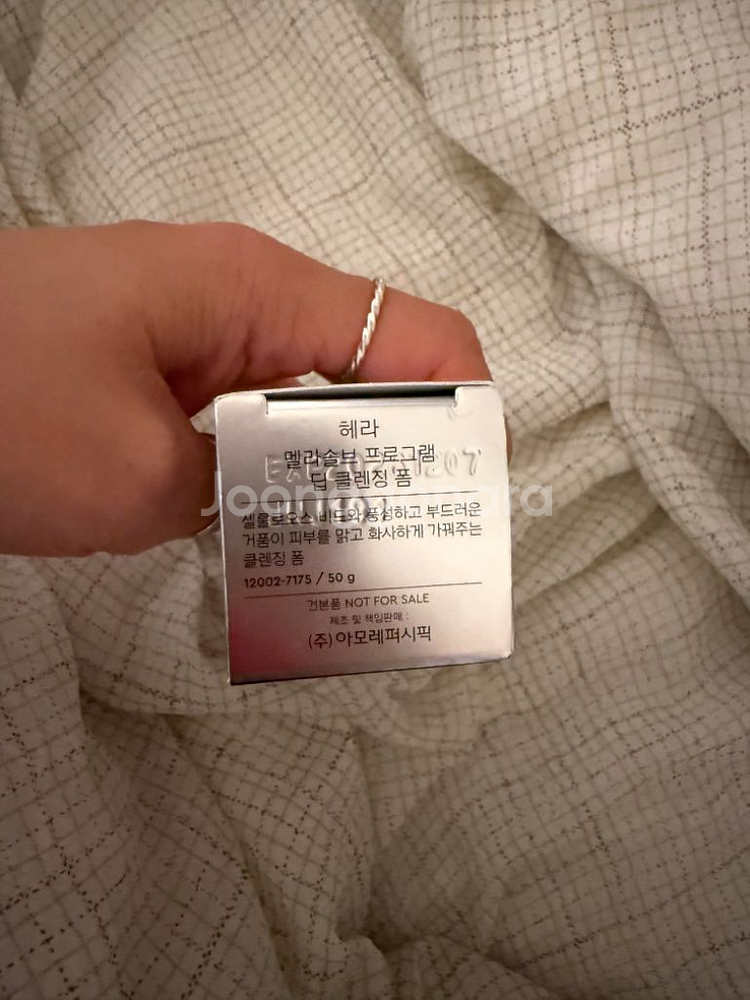 헤라
멜라솔브 프로그램
딥 클렌징 폼
셀룰로오스 비드와 풍성하고 부드러운
거품이 피부를 맑고 화사하게 가꿔주는
클렌징 폼
12002-7175 / 50 g
견본품 NOT FOR SALE
제조 및 책임판매 :
(주)아모레퍼시픽
Joonggonara